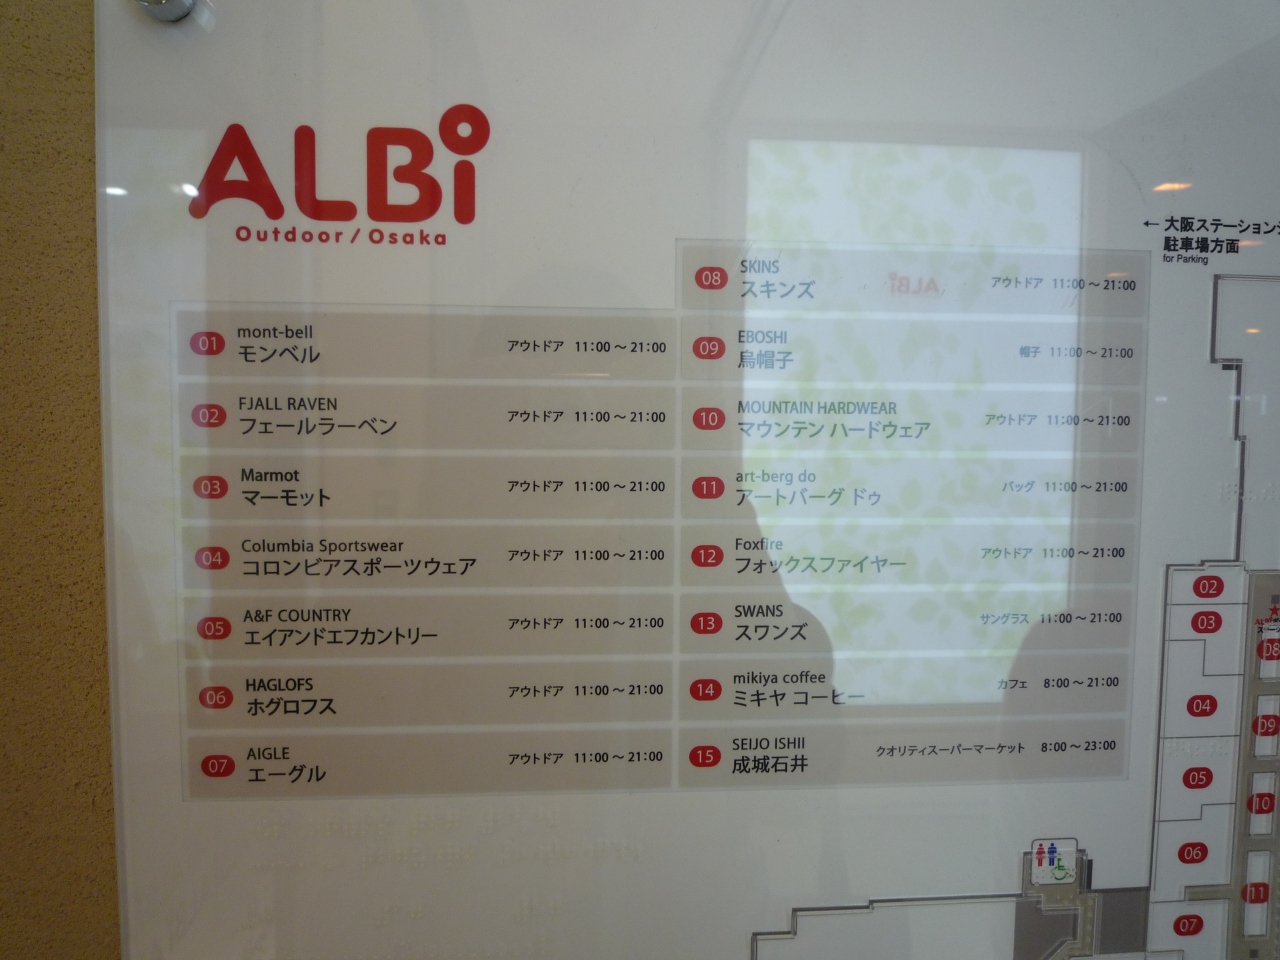 ALBi
Outdoor/Osaka
01 mont-bell
モンベル アウトドア 11:00～21:00
02 FJALL RAVEN
フェールラーベン アウトドア 11:00～21:00
03 Marmot
マーモット アウトドア 11:00～21:00
04 Columbia Sportswear
コロンビアスポーツウェア アウトドア 11:00～21:00
05 A&F COUNTRY
エイアンドエフカントリー アウトドア 11:00～21:00
06 HAGLOFS
ホグロフス アウトドア 11:00～21:00
07 AIGLE
エーグル アウトドア 11:00～21:00
08 SKINS
スキンズ アウトドア 11:00～21:00
09 EBOSHI
烏帽子 帽子 11:00～21:00
10 MOUNTAIN HARDWEAR
マウンテン ハードウェア アウトドア 11:00～21:00
11 art-berg do
アートバーグ ドゥ バッグ 11:00～21:00
12 Foxfire
フォックスファイヤー アウトドア 11:00～21:00
13 SWANS
スワンズ サングラス 11:00～21:00
14 mikiya coffee
ミキヤ コーヒー カフェ 8:00～21:00
15 SEIJO ISHII
成城石井 クオリティスーパーマーケット 8:00～23:00
← 大阪ステーション
駐車場方面
for Parking
02
03
08
04
09
05
10
06
11
07